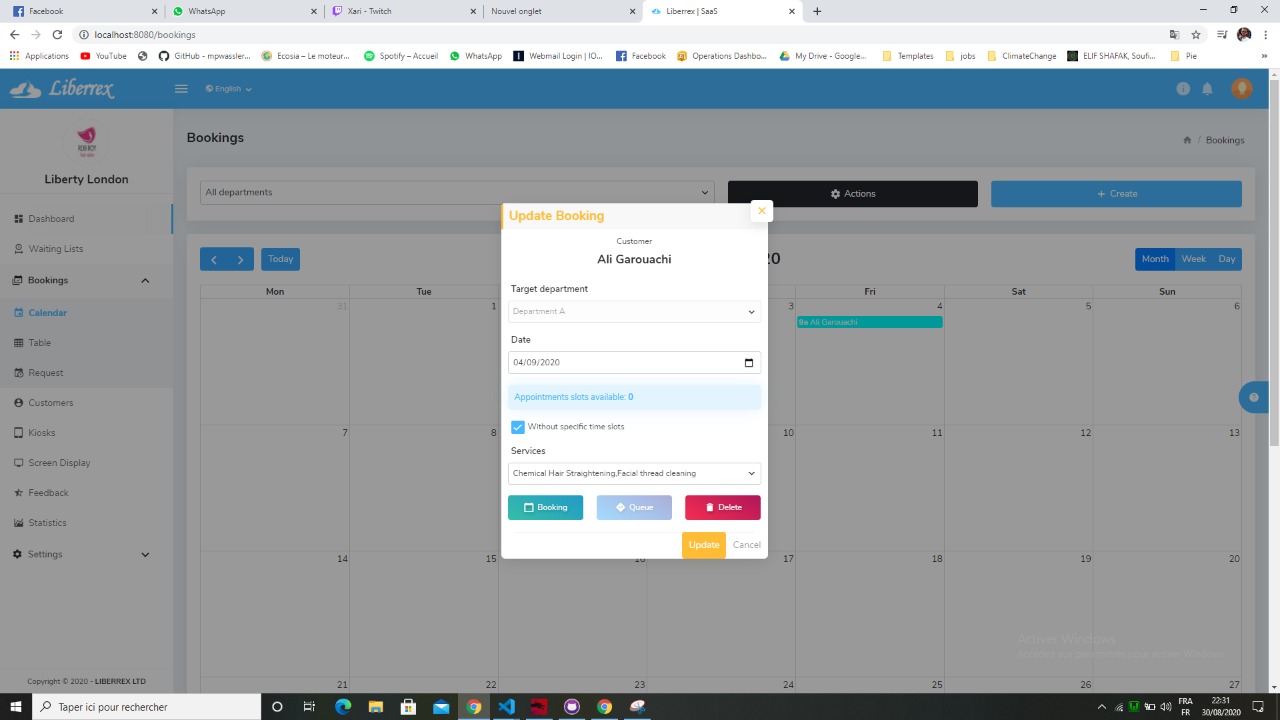 Facebook
WhatsApp
Xari - Twitch
Nouvel onglet
Liberrex | SaaS
localhost:8080/bookings
Applications
YouTube
GitHub - mpwassler...
Ecosia – Le moteur...
Spotify – Accueil
WhatsApp
Webmail Login | IO...
Facebook
Operations Dashbo...
My Drive - Google...
Templates
jobs
ClimateChange
ELIF SHAFAK, Soufi...
Pie
Liberrex
English
Liberty London
Dashboard
Waiting Lists
Bookings
Calendar
Table
Request
Customers
Kiosks
Screen Display
Feedback
Statistics
Settings
Copyright © 2020 - LIBERREX LTD
Bookings
/ Bookings
All departments
Actions
+ Create
Today
20
Month Week Day
Mon Tue Fri Sat Sun
31 1 3 4 5 6
9a Ali Garouachi
7 8 10 11 12 13
14 15 16 17 18 19 20
21 22 23 24 25 26 27
Update Booking
Customer
Ali Garouachi
Target department
Department A
Date
04/09/2020
Appointments slots available: 0
Without specific time slots
Services
Chemical Hair Straightening,Facial thread cleaning
Booking
Queue
Delete
Update
Cancel
Activer Windows
Accédez aux paramètres pour activer Windows.
Taper ici pour rechercher
FRA
FR
22:31
30/08/2020